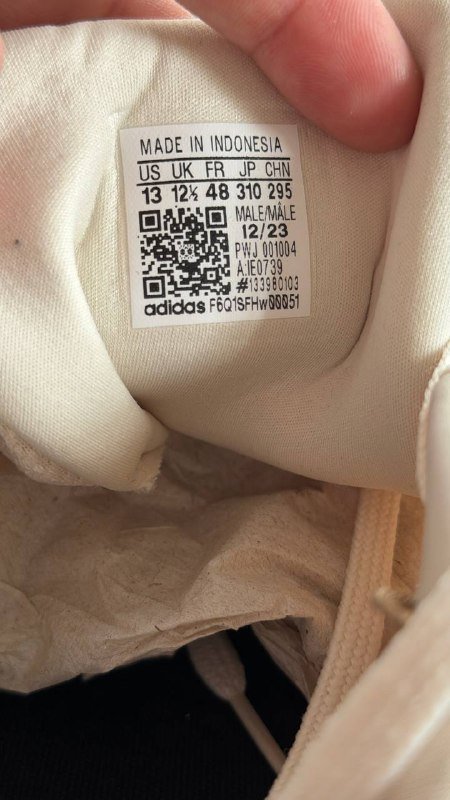 MADE IN INDONESIA
US UK FR JP CHN
13 12½ 48 310 295
MALE/MÂLE
12/23
PWJ 001004
A:IE0739
#133980103
adidas F6Q1SFHw00051